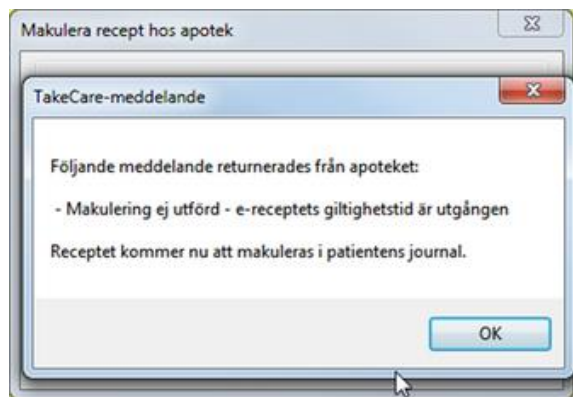 Makulera recept hos apotek
TakeCare-meddelande
Följande meddelande returnerades från apoteket:
- Makulering ej utförd - e-receptets giltighetstid är utgången
Receptet kommer nu att makuleras i patientens journal.
OK